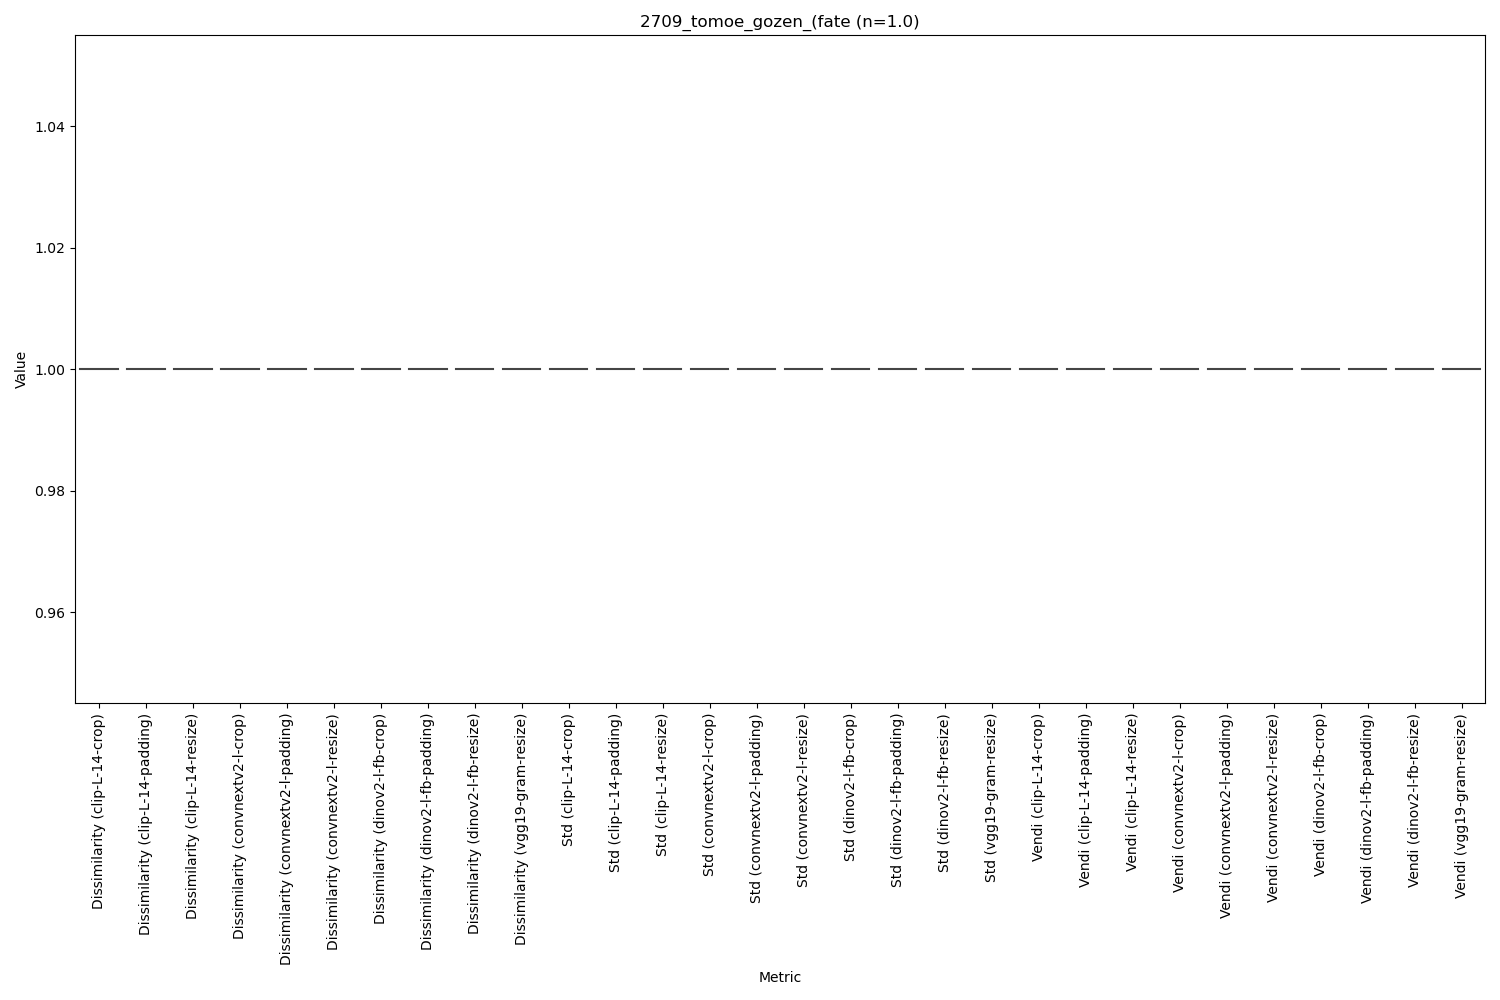 2709_tomoe_gozen_(fate (n=1.0)
1.04
1.02
1.00
0.98
0.96
Value
Dissimilarity (clip-L-14-crop)
Dissimilarity (clip-L-14-padding)
Dissimilarity (clip-L-14-resize)
Dissimilarity (convnextv2-l-crop)
Dissimilarity (convnextv2-l-padding)
Dissimilarity (convnextv2-l-resize)
Dissimilarity (dinov2-l-fb-crop)
Dissimilarity (dinov2-l-fb-padding)
Dissimilarity (dinov2-l-fb-resize)
Dissimilarity (vgg19-gram-resize)
Std (clip-L-14-crop)
Std (clip-L-14-padding)
Std (clip-L-14-resize)
Std (convnextv2-l-crop)
Std (convnextv2-l-padding)
Std (convnextv2-l-resize)
Std (dinov2-l-fb-crop)
Std (dinov2-l-fb-padding)
Std (dinov2-l-fb-resize)
Std (vgg19-gram-resize)
Vendi (clip-L-14-crop)
Vendi (clip-L-14-padding)
Vendi (clip-L-14-resize)
Vendi (convnextv2-l-crop)
Vendi (convnextv2-l-padding)
Vendi (convnextv2-l-resize)
Vendi (dinov2-l-fb-crop)
Vendi (dinov2-l-fb-padding)
Vendi (dinov2-l-fb-resize)
Vendi (vgg19-gram-resize)
Metric